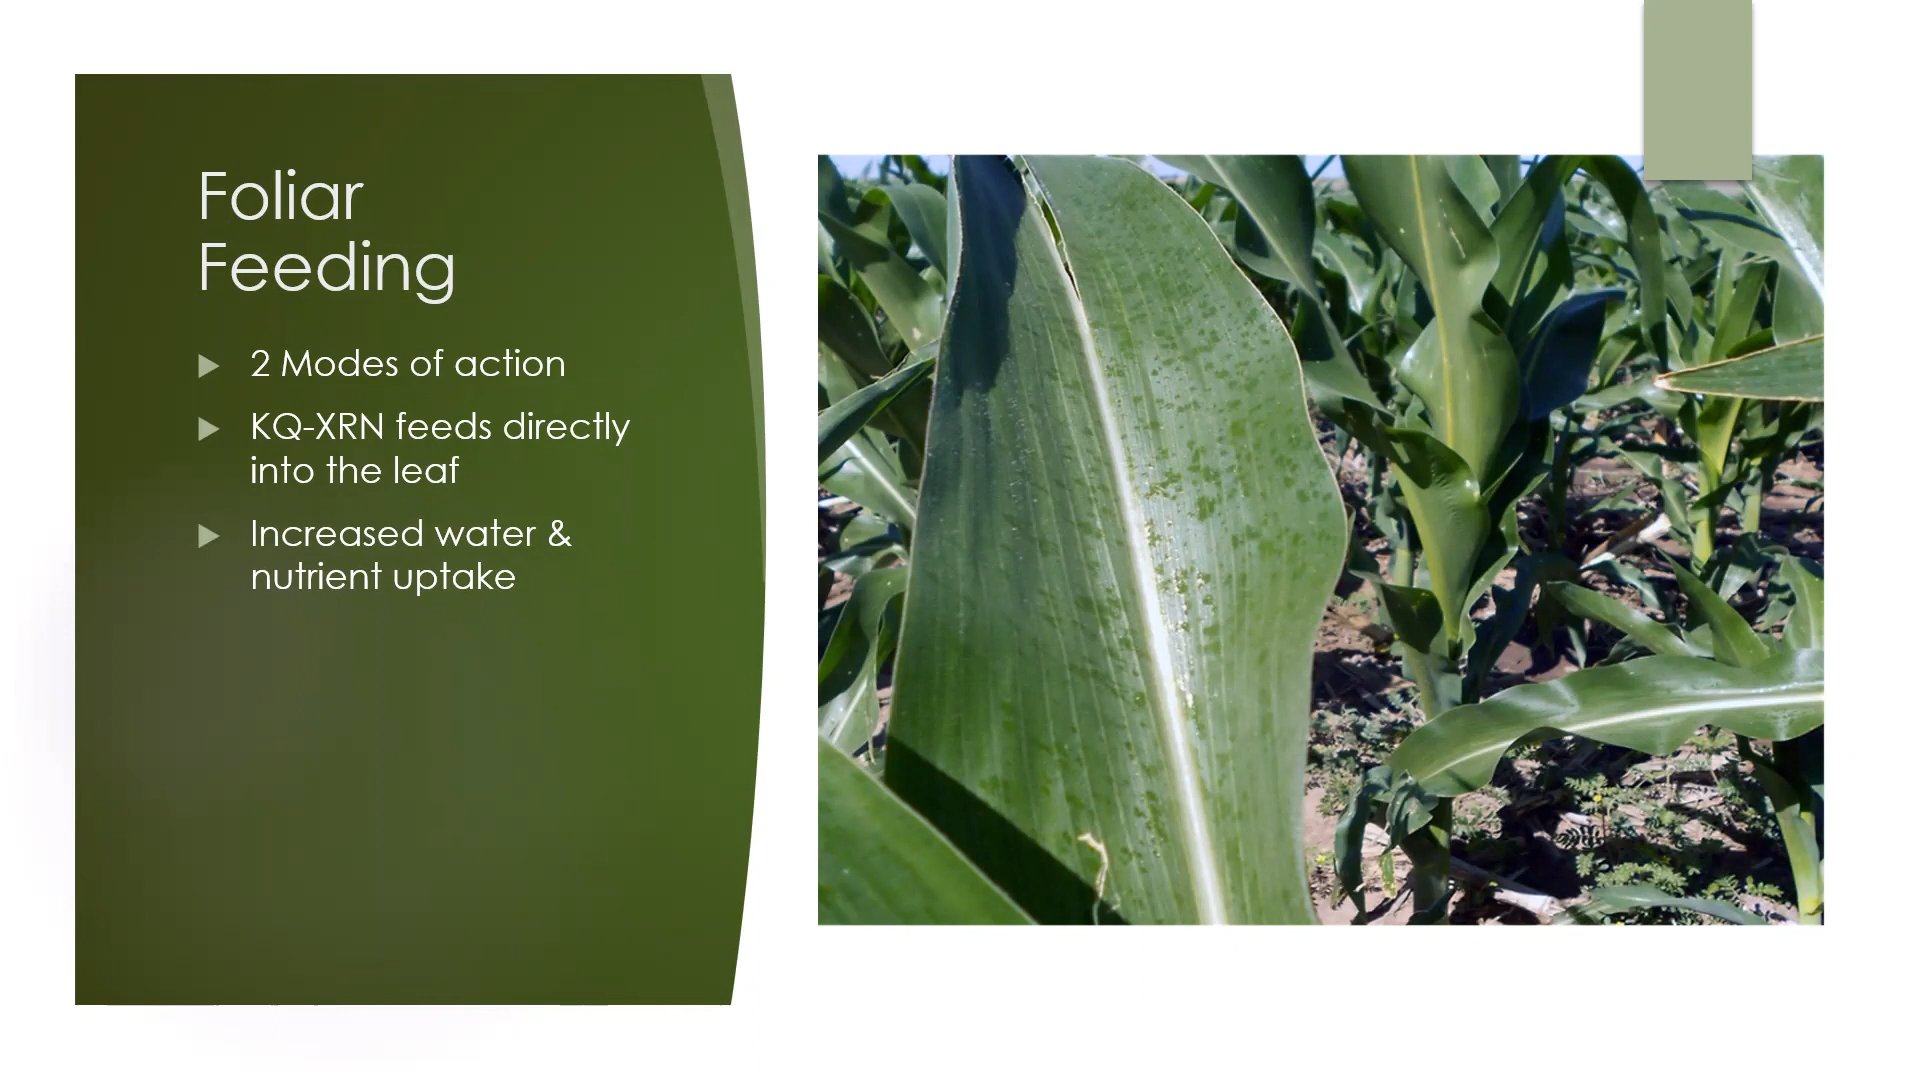 Foliar
Feeding
2 Modes of action
KQ-XRN feeds directly
into the leaf
Increased water &
nutrient uptake